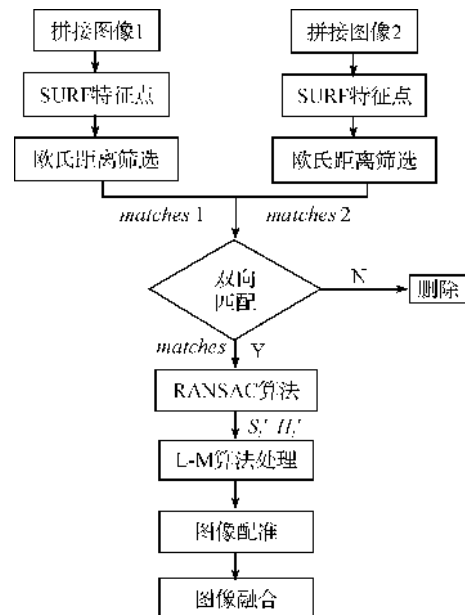 拼接图像1
拼接图像2
SURF特征点
SURF特征点
欧氏距离筛选
欧氏距离筛选
matches 1
matches 2
双向
匹配
N
删除
matches
Y
RANSAC算法
L-M算法处理
图像配准
图像融合